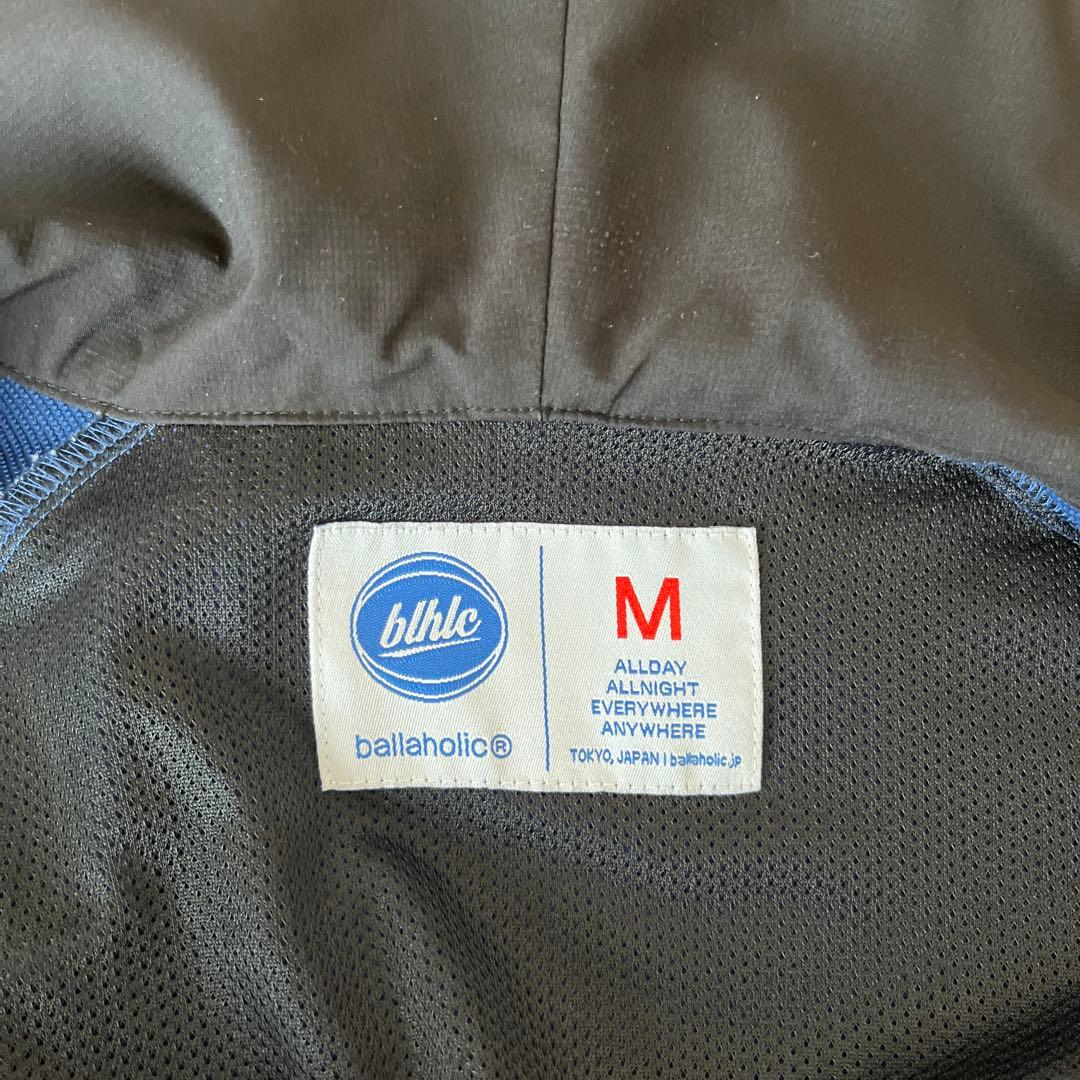 blhlc
ballaholic®
M
ALLDAY
ALLNIGHT
EVERYWHERE
ANYWHERE
TOKYO, JAPAN | ballaholic.jp